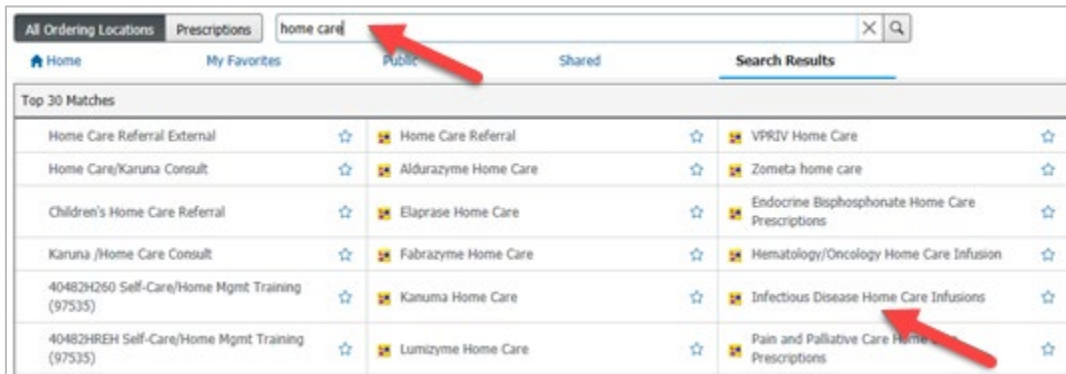 All Ordering Locations Prescriptions home care
Home My Favorites Public Shared Search Results
Top 30 Matches
Home Care Referral External Home Care Referral VPRIV Home Care
Home Care/Karuna Consult Aldurazyme Home Care Zometa home care
Children's Home Care Referral Elaprase Home Care Endocrine Bisphosphonate Home Care
Prescriptions
Karuna /Home Care Consult Fabrazyme Home Care Hematology/Oncology Home Care Infusion
40482H260 Self-Care/Home Mgmt Training
(97535) Kanuma Home Care Infectious Disease Home Care Infusions
40482HREH Self-Care/Home Mgmt Training
(97535) Lumizyme Home Care Pain and Palliative Care Home Care
Prescriptions